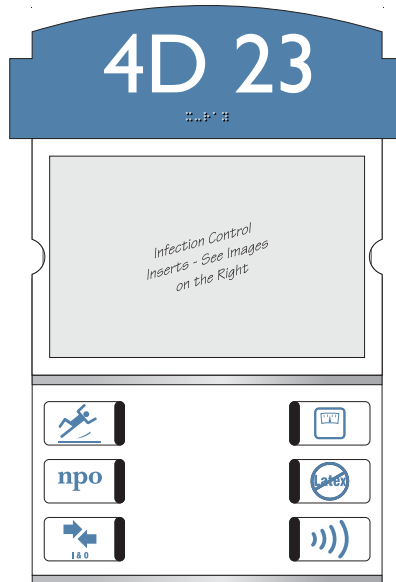 4D 23
Infection Control
Inserts - See Images
on the Right
npo
Latex
I & O